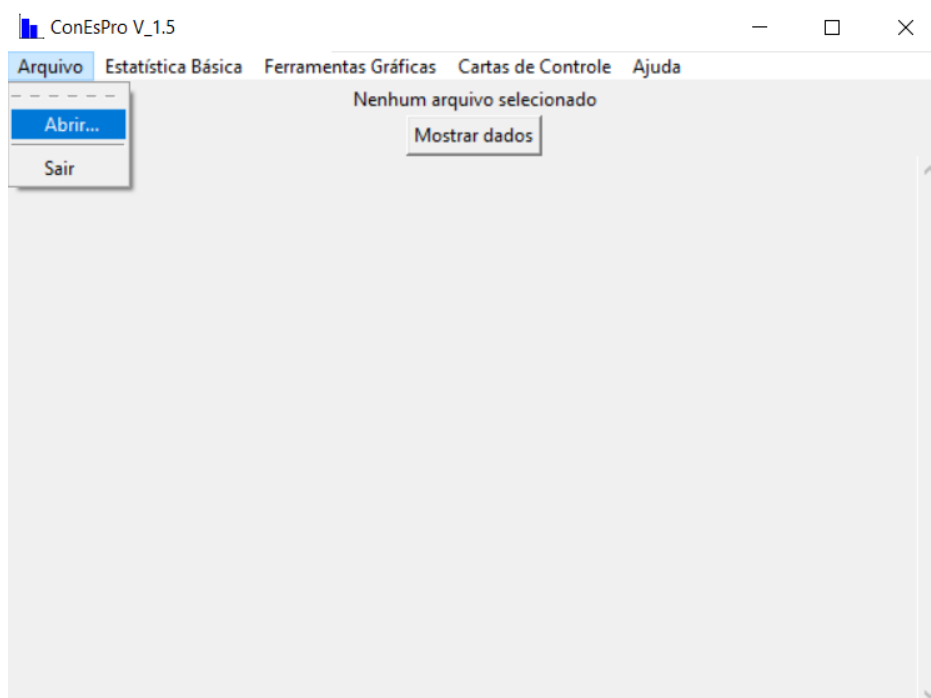 ConEsPro V_1.5
Arquivo Estatística Básica Ferramentas Gráficas Cartas de Controle Ajuda
Nenhum arquivo selecionado
Abrir...
Mostrar dados
Sair